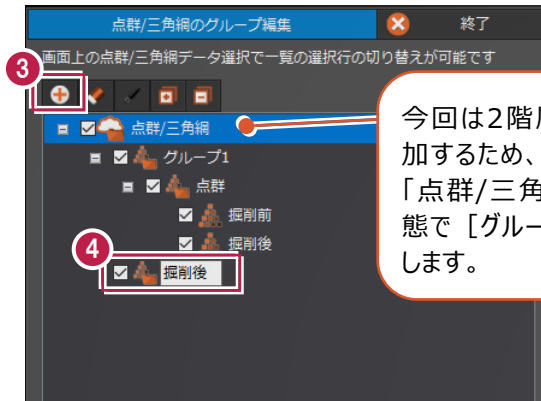 点群/三角網のグループ編集
終了
画面上の点群/三角網データ選択で一覧の選択行の切り替えが可能です
3
点群/三角網
グループ1
点群
掘削前
掘削後
4
掘削後
今回は2階
加するため、
「点群/三角
態で［グルー
します。